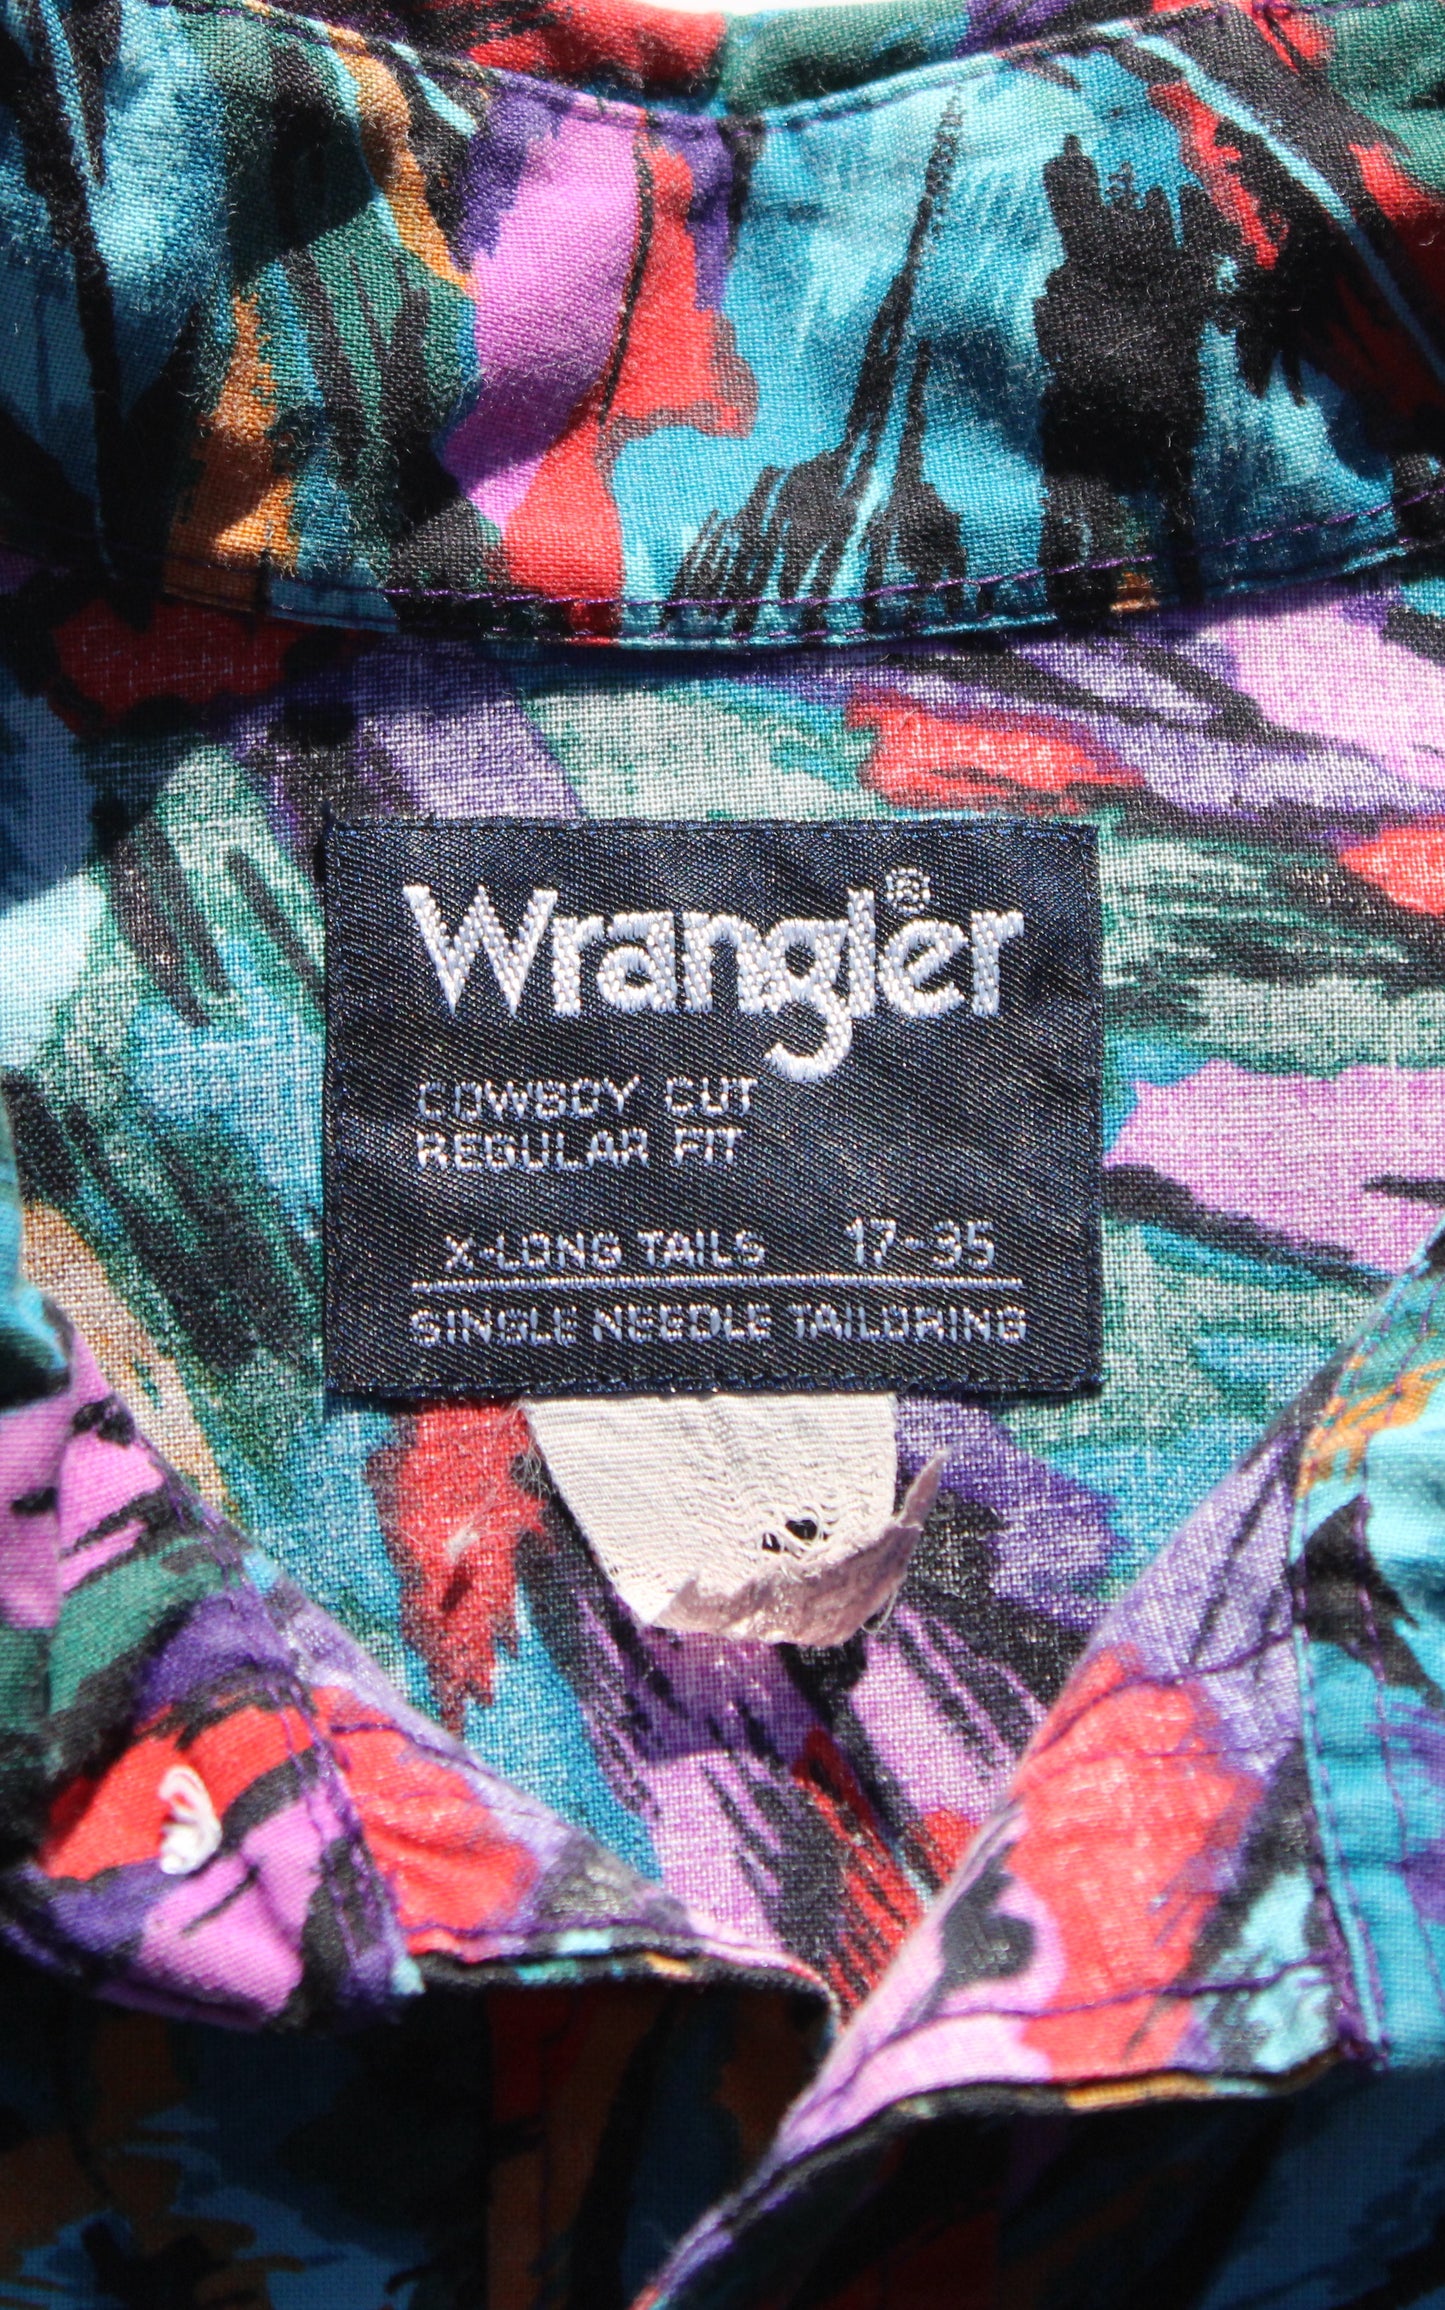 Wrangler®
COWBOY CUT
REGULAR FIT
X-LONG TAILS 17-35
SINGLE NEEDLE TAILORING